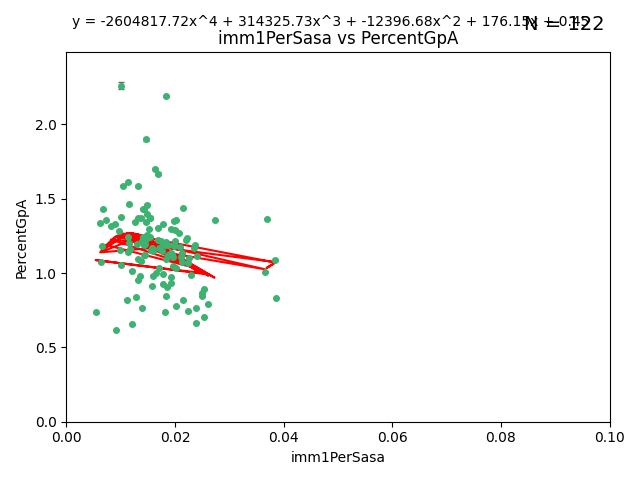 y = -2604817.72x^4 + 314325.73x^3 + -12396.68x^2 + 176.15x + 0.45
N = 122
imm1PerSasa vs PercentGpA
PercentGpA
2.0
1.5
1.0
0.5
0.0
0.00 0.02 0.04 0.06 0.08 0.10
imm1PerSasa